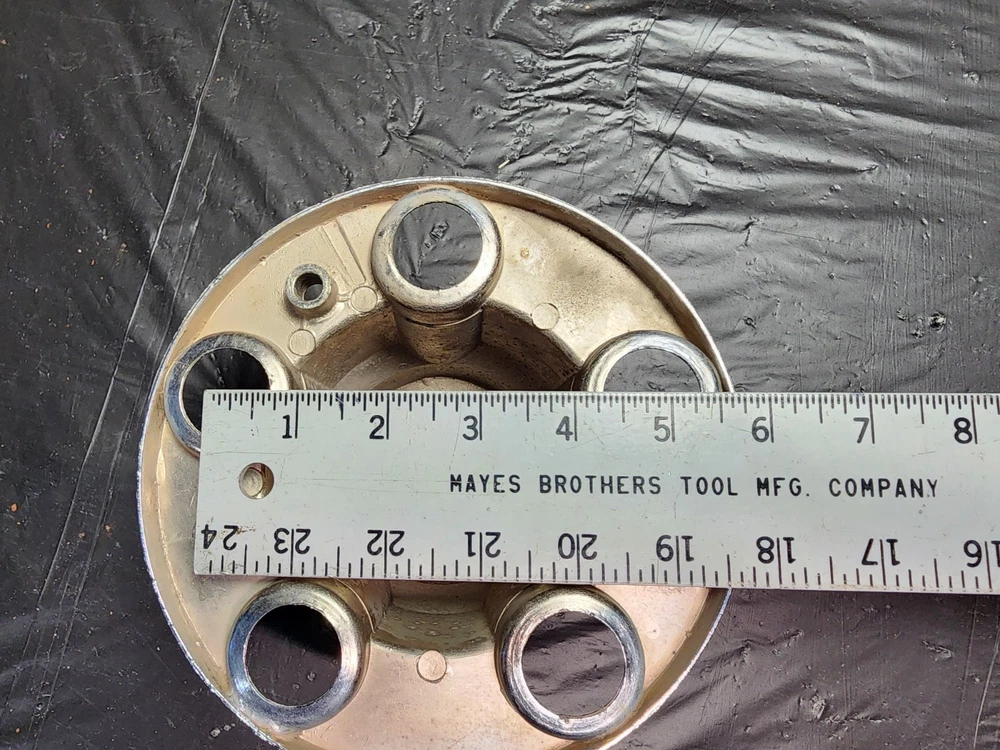 1 2 3 4 5 6 7 8
MAYES BROTHERS TOOL MFG. COMPANY
24 23 22 21 20 19 18 17 16